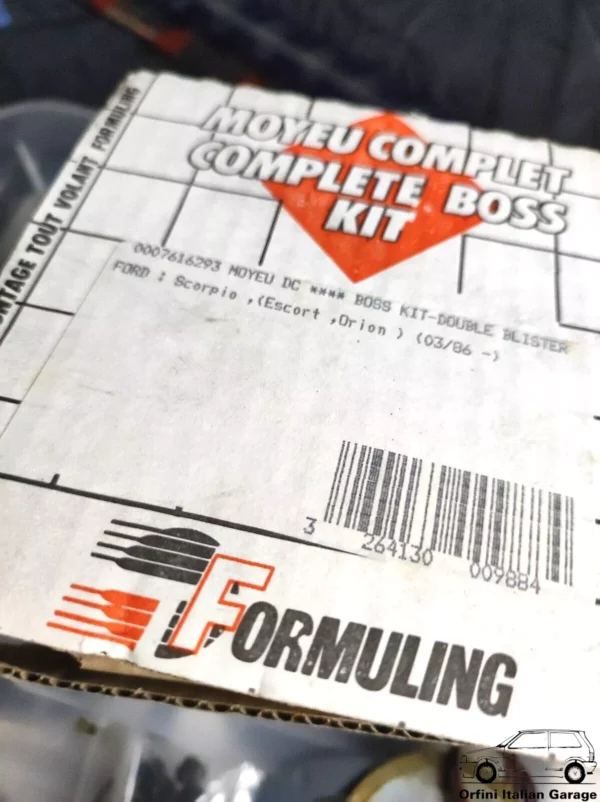 MONTAGE TOUT VOLANT FORMULING
MOYEU COMPLET
COMPLETE BOSS
KIT
0007616293 MOYEU DC **** BOSS KIT-DOUBLE BLISTER
FORD : Scorpio ,(Escort ,Orion ) (03/86 -)
3 264130 009884
FORMULING
Orfini Italian Garage